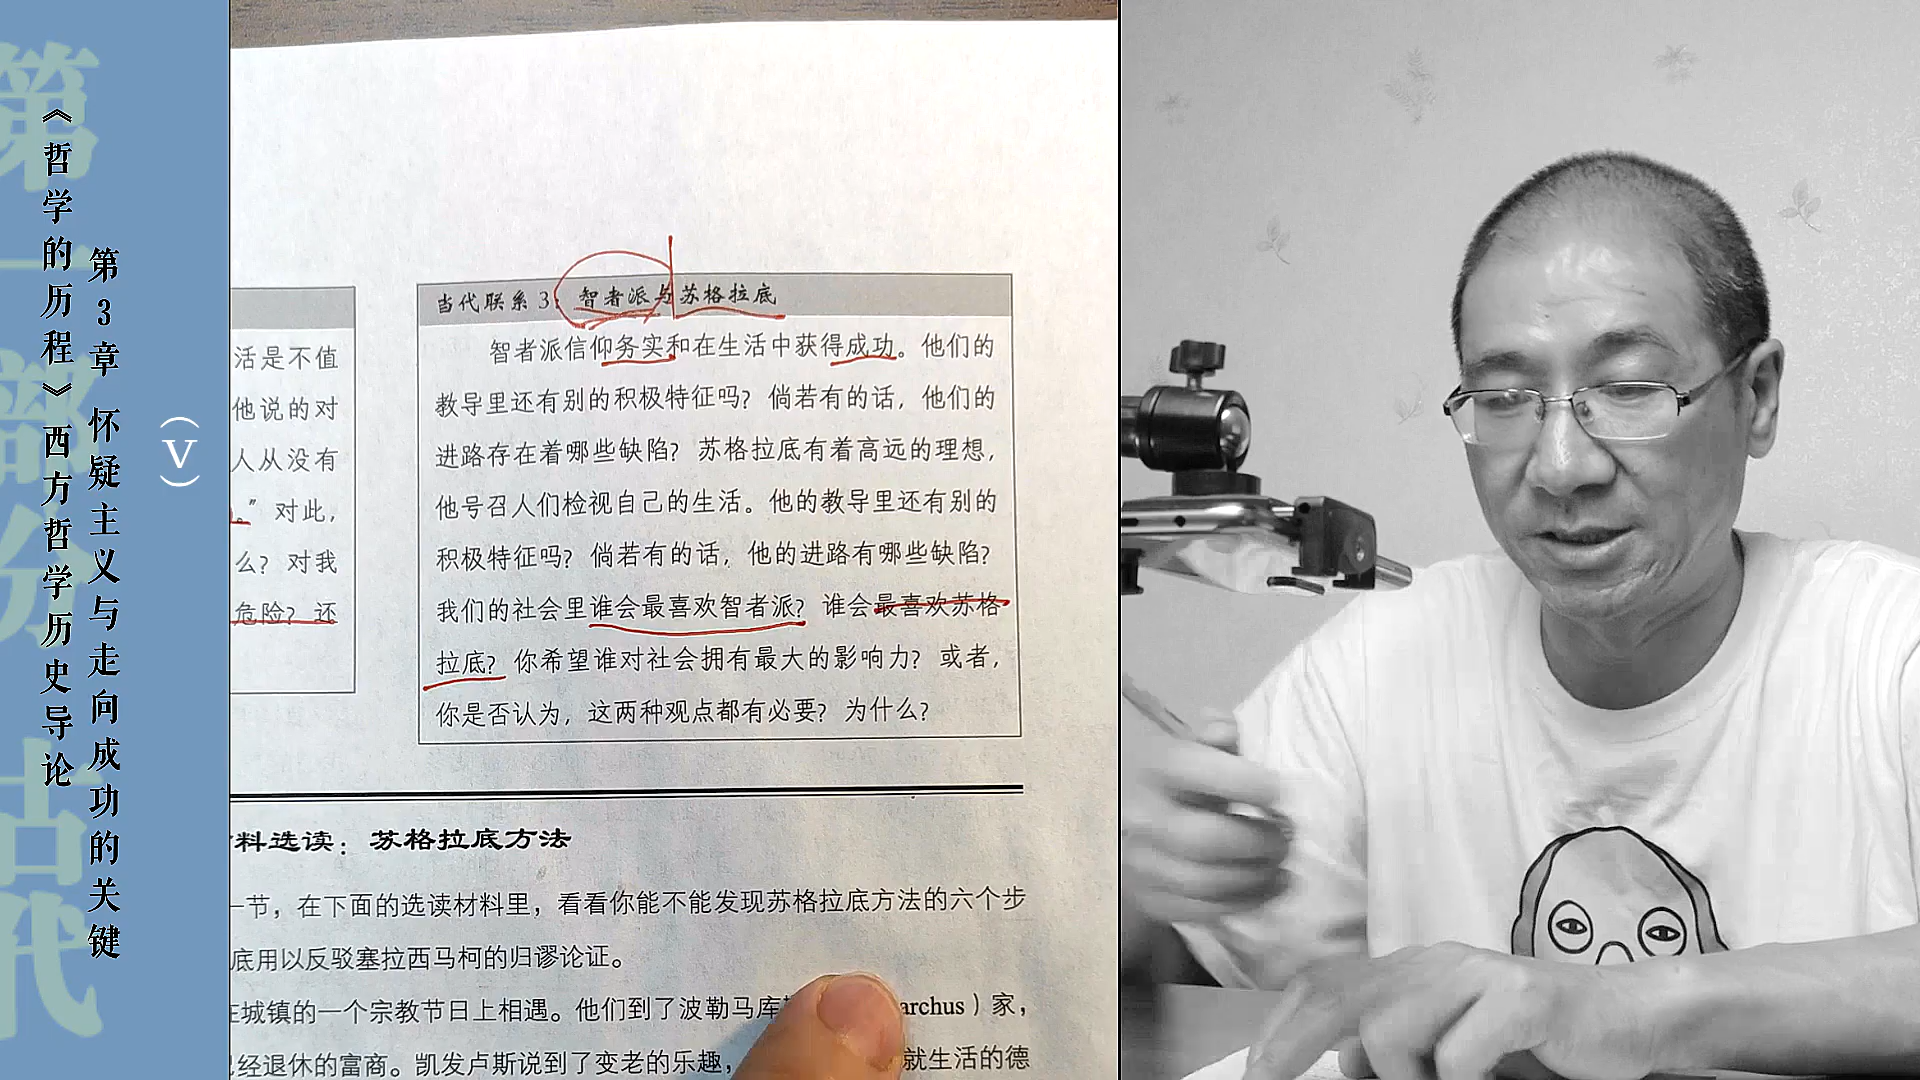 第一部分 古代
《哲学的历程》西方哲学历史导论
第3章 怀疑主义与走向成功的关键
（V）
活是不值
他说的对
人从没有
。”对此，
么？对我
危险？还
当代联系3：智者派与苏格拉底
智者派信仰务实和在生活中获得成功。他们的
教导里还有别的积极特征吗？倘若有的话，他们的
进路存在着哪些缺陷？苏格拉底有着高远的理想，
他号召人们检视自己的生活。他的教导里还有别的
积极特征吗？倘若有的话，他的进路有哪些缺陷？
我们的社会里谁会最喜欢智者派？谁会最喜欢苏格
拉底？你希望谁对社会拥有最大的影响力？或者，
你是否认为，这两种观点都有必要？为什么？
料选读：苏格拉底方法
一节，在下面的选读材料里，看看你能不能发现苏格拉底方法的六个步
底用以反驳塞拉西马柯的归谬论证。
在城镇的一个宗教节日上相遇。他们到了波勒马库 archus）家，
已经退休的富商。凯发卢斯说到了变老的乐趣， 就生活的德